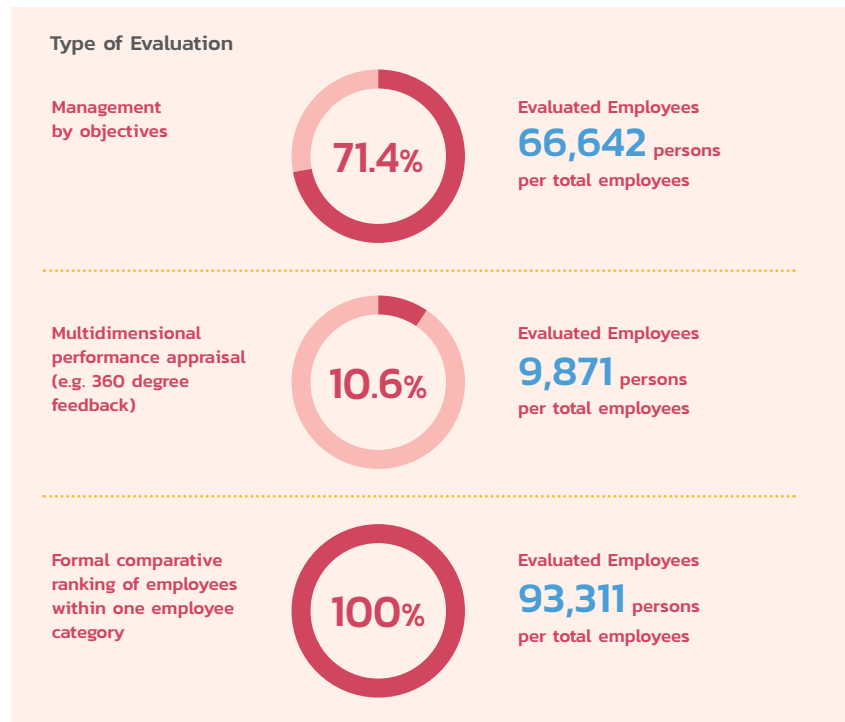 Type of Evaluation
Management
by objectives
71.4%
Evaluated Employees
66,642 persons
per total employees
Multidimensional
performance appraisal
(e.g. 360 degree
feedback)
10.6%
Evaluated Employees
9,871 persons
per total employees
Formal comparative
ranking of employees
within one employee
category
100%
Evaluated Employees
93,311 persons
per total employees